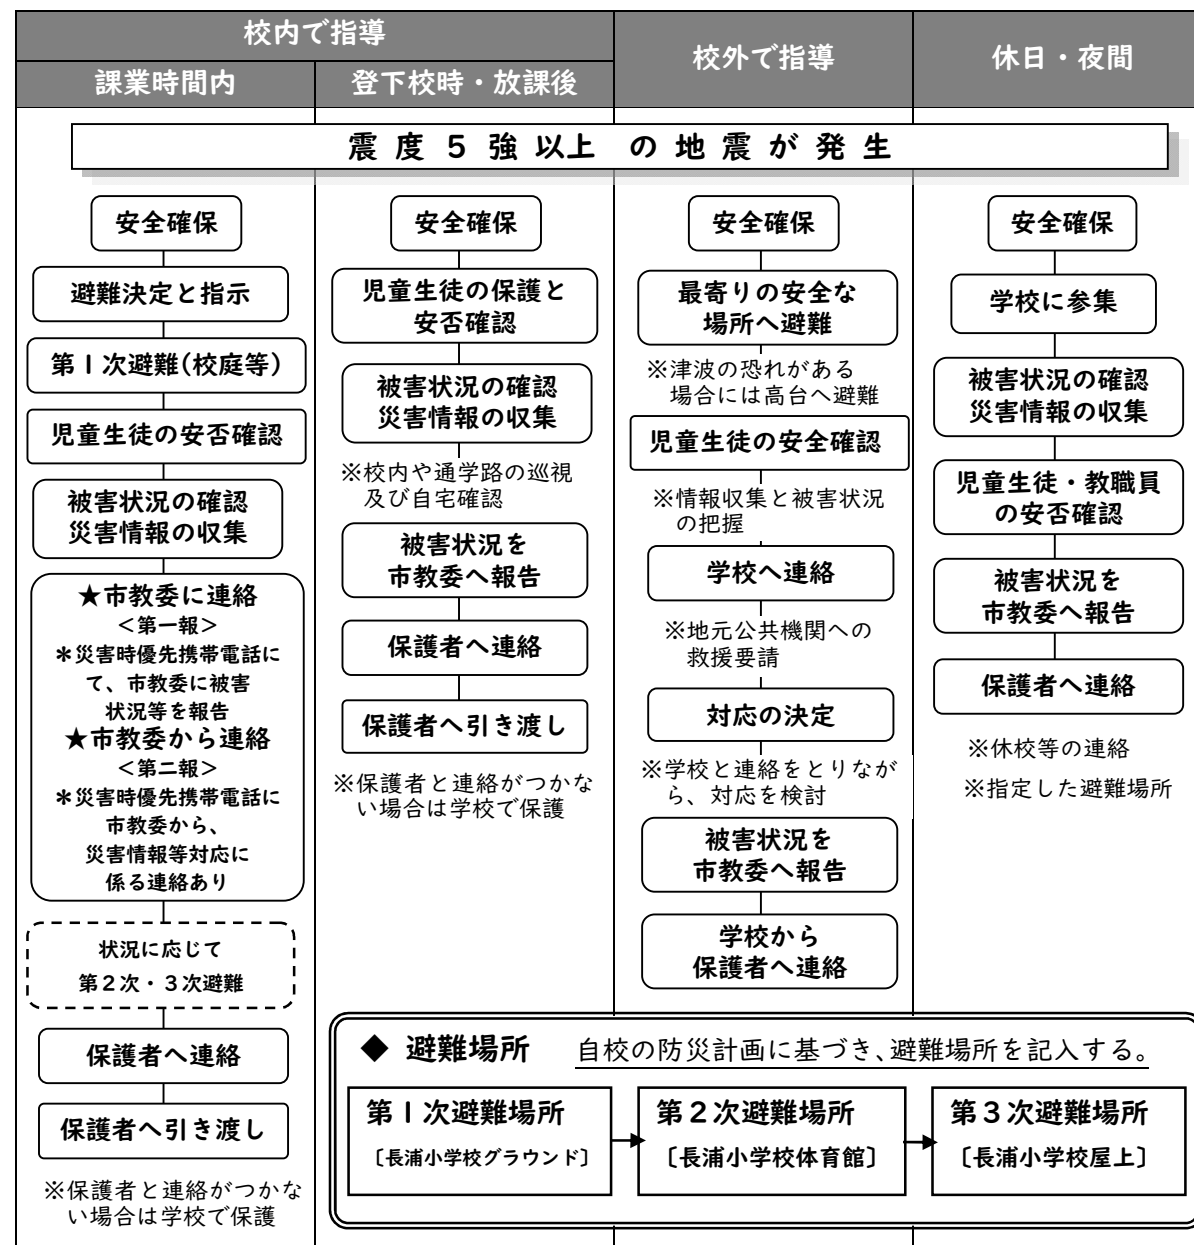 校内で指導
課業時間内
登下校時・放課後
校外で指導
休日・夜間
震度５強以上 の地震が発生
安全確保
避難決定と指示
第１次避難(校庭等)
児童生徒の安否確認
被害状況の確認
災害情報の収集
★市教委に連絡
＜第一報＞
＊災害時優先携帯電話に
て、市教委に被害
状況等を報告
★市教委から連絡
＜第二報＞
＊災害時優先携帯電話に
市教委から、
災害情報等対応に
係る連絡あり
状況に応じて
第２次・３次避難
保護者へ連絡
保護者へ引き渡し
※保護者と連絡がつかな
い場合は学校で保護
安全確保
児童生徒の保護と
安否確認
被害状況の確認
災害情報の収集
※校内や通学路の巡視
及び自宅確認
被害状況を
市教委へ報告
保護者へ連絡
保護者へ引き渡し
※保護者と連絡がつかな
い場合は学校で保護
安全確保
最寄りの安全な
場所へ避難
※津波の恐れがある
場合には高台へ避難
児童生徒の安全確認
※情報収集と被害状況
の把握
学校へ連絡
※地元公共機関への
救援要請
対応の決定
※学校と連絡をとりなが
ら、対応を検討
被害状況を
市教委へ報告
学校から
保護者へ連絡
安全確保
学校に参集
被害状況の確認
災害情報の収集
児童生徒・教職員
の安否確認
被害状況を
市教委へ報告
保護者へ連絡
※休校等の連絡
※指定した避難場所
◆ 避難場所 自校の防災計画に基づき、避難場所を記入する。
第１次避難場所
〔長浦小学校グラウンド〕
第２次避難場所
〔長浦小学校体育館〕
第３次避難場所
〔長浦小学校屋上〕